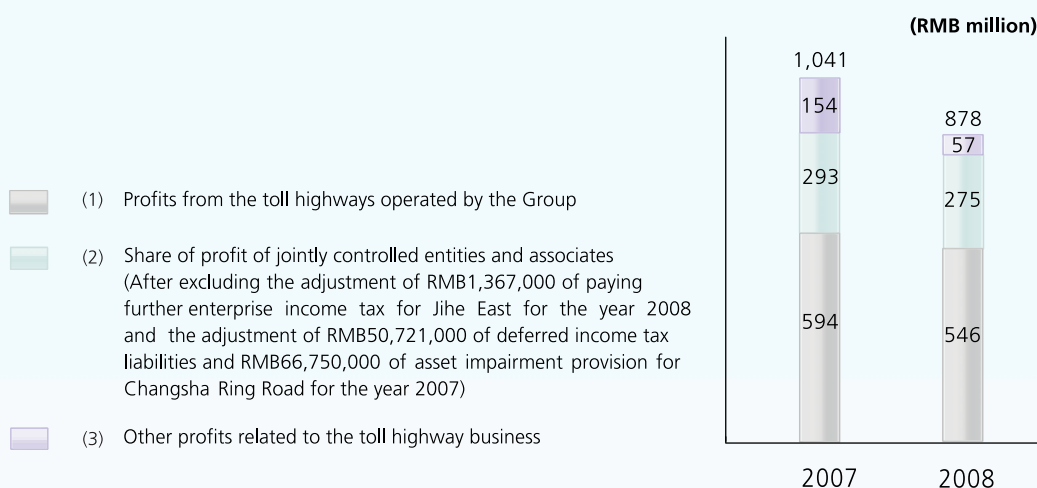 (RMB million)
1,041
154
293
594
878
57
275
546
2007 2008
(1) Profits from the toll highways operated by the Group
(2) Share of profit of jointly controlled entities and associates
(After excluding the adjustment of RMB1,367,000 of paying
further enterprise income tax for Jihe East for the year 2008
and the adjustment of RMB50,721,000 of deferred income tax
liabilities and RMB66,750,000 of asset impairment provision for
Changsha Ring Road for the year 2007)
(3) Other profits related to the toll highway business